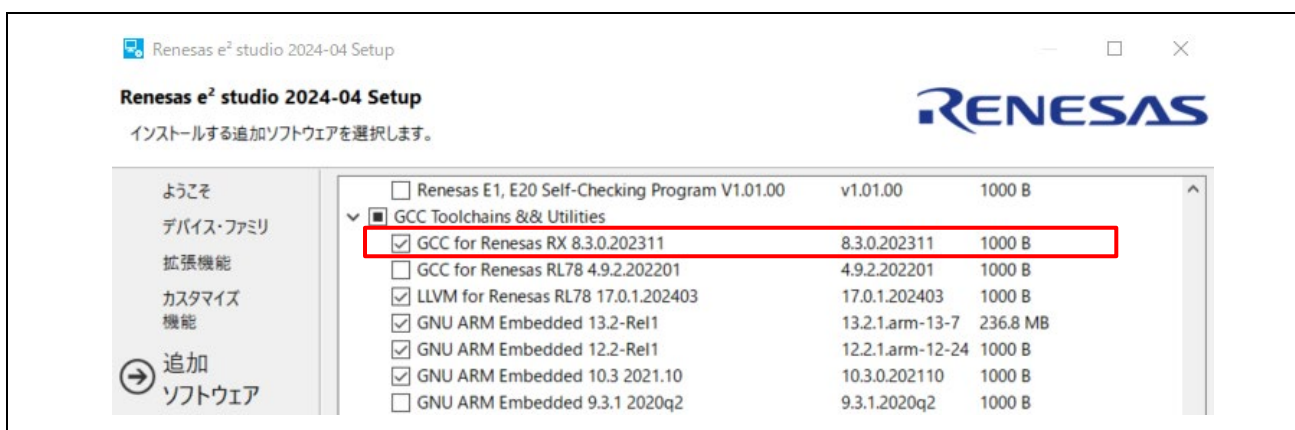 Renesas e² studio 2024-04 Setup
Renesas e² studio 2024-04 Setup
RENESAS
インストールする追加ソフトウェアを選択します。
ようこそ
デバイス・ファミリ
拡張機能
カスタマイズ
機能
追加
ソフトウェア
Renesas E1, E20 Self-Checking Program V1.01.00 v1.01.00 1000 B
GCC Toolchains && Utilities
GCC for Renesas RX 8.3.0.202311 8.3.0.202311 1000 B
GCC for Renesas RL78 4.9.2.202201 4.9.2.202201 1000 B
LLVM for Renesas RL78 17.0.1.202403 17.0.1.202403 1000 B
GNU ARM Embedded 13.2-Rel1 13.2.1.arm-13-7 236.8 MB
GNU ARM Embedded 12.2-Rel1 12.2.1.arm-12-24 1000 B
GNU ARM Embedded 10.3 2021.10 10.3.0.202110 1000 B
GNU ARM Embedded 9.3.1 2020q2 9.3.1.2020q2 1000 B